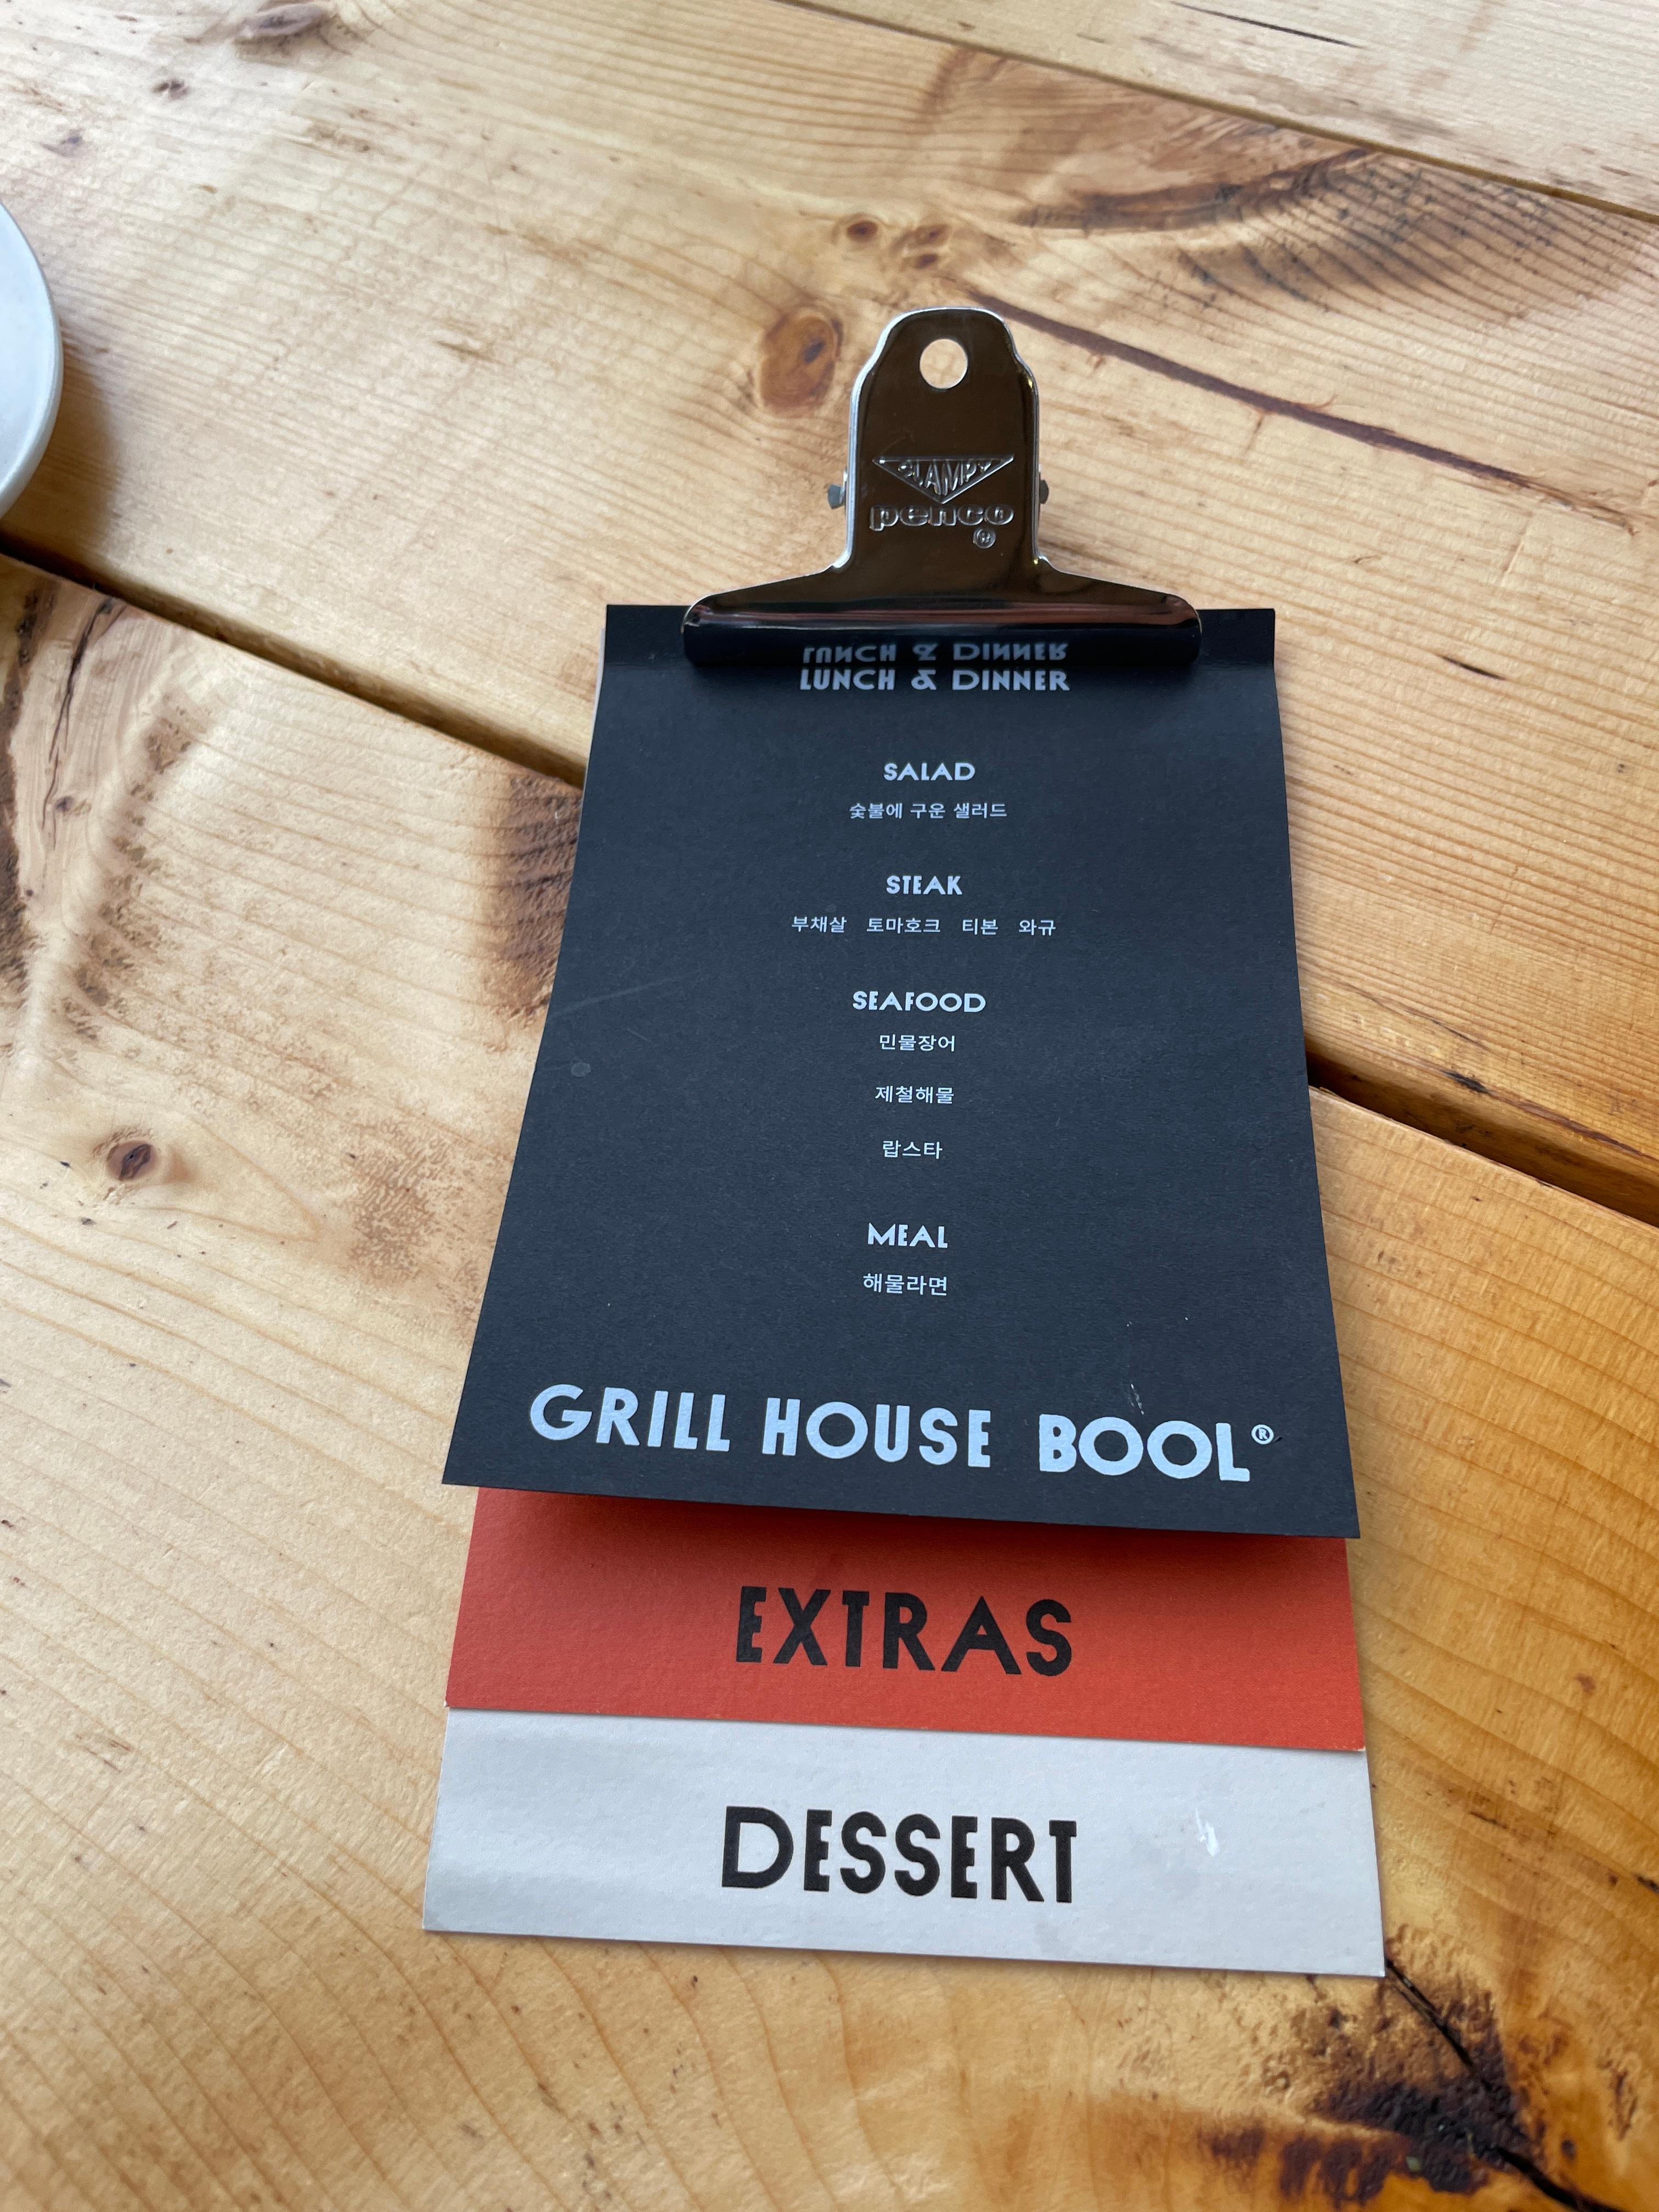 CLAMPY
penco
®
LUNCH & DINNER
SALAD
숯불에 구운 샐러드
STEAK
부채살 토마호크 티본 와규
SEAFOOD
민물장어
제철해물
랍스타
MEAL
해물라면
GRILL HOUSE BOOL®
EXTRAS
DESSERT